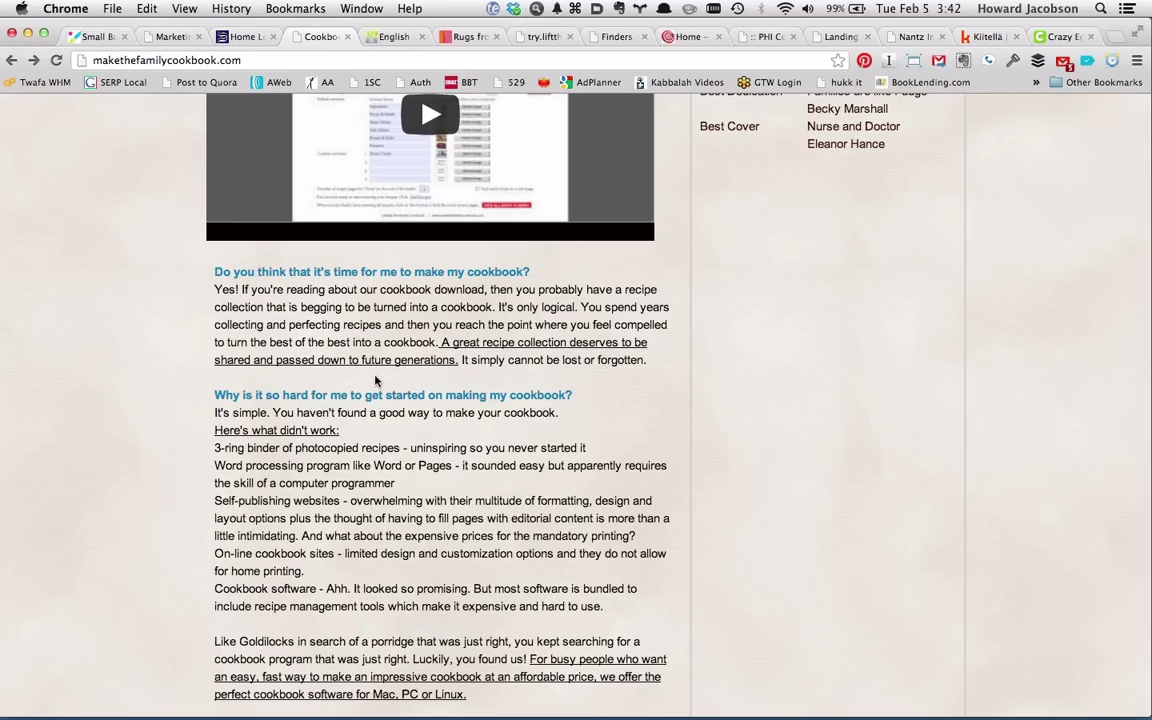 Chrome File Edit View History Bookmarks Window Help 99% Tue Feb 5 3:42 Howard Jacobson
Small B Marketin Home L Cookbo English Rugs fro try.liftth Finders Home – :: PHI C Landing Nantz In Kiitella Crazy E
makethefamilycookbook.com
Twafa WHM SERP Local Post to Quora AWeb AA 1SC Auth BBT 529 AdPlanner Kabbalah Videos GTW Login hukk it BookLending.com Other Bookmarks
Becky Marshall
Best Cover Nurse and Doctor
Eleanor Hance
Do you think that it's time for me to make my cookbook?
Yes! If you're reading about our cookbook download, then you probably have a recipe
collection that is begging to be turned into a cookbook. It's only logical. You spend years
collecting and perfecting recipes and then you reach the point where you feel compelled
to turn the best of the best into a cookbook. A great recipe collection deserves to be
shared and passed down to future generations. It simply cannot be lost or forgotten.
Why is it so hard for me to get started on making my cookbook?
It's simple. You haven't found a good way to make your cookbook.
Here's what didn't work:
3-ring binder of photocopied recipes - uninspiring so you never started it
Word processing program like Word or Pages - it sounded easy but apparently requires
the skill of a computer programmer
Self-publishing websites - overwhelming with their multitude of formatting, design and
layout options plus the thought of having to fill pages with editorial content is more than a
little intimidating. And what about the expensive prices for the mandatory printing?
On-line cookbook sites - limited design and customization options and they do not allow
for home printing.
Cookbook software - Ahh. It looked so promising. But most software is bundled to
include recipe management tools which make it expensive and hard to use.
Like Goldilocks in search of a porridge that was just right, you kept searching for a
cookbook program that was just right. Luckily, you found us! For busy people who want
an easy, fast way to make an impressive cookbook at an affordable price, we offer the
perfect cookbook software for Mac, PC or Linux.